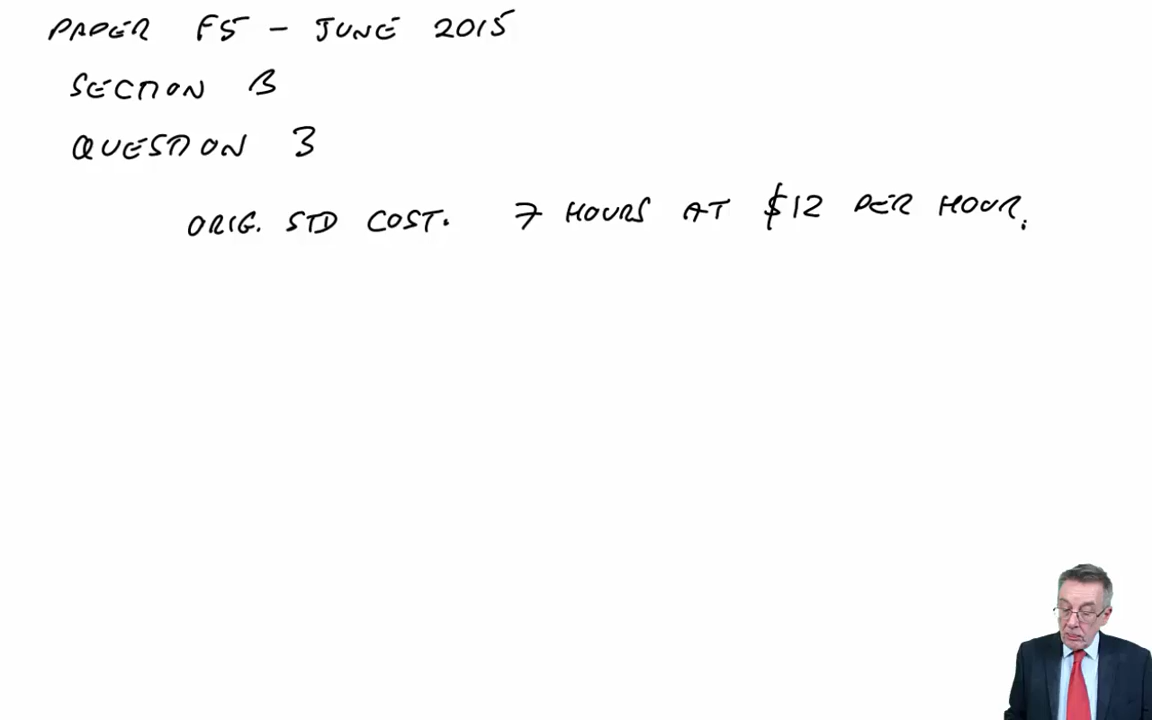 PAPER F5 - JUNE 2015
SECTION B
QUESTION 3
ORIG. STD COST. 7 HOURS AT $12 PER HOUR.